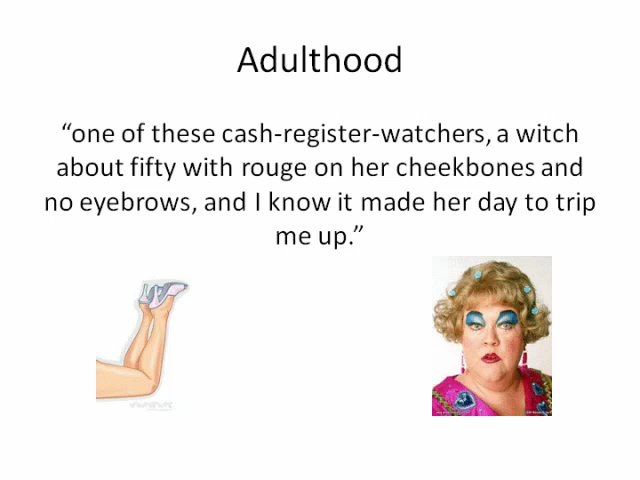 Adulthood
“one of these cash-register-watchers, a witch
about fifty with rouge on her cheekbones and
no eyebrows, and I know it made her day to trip
me up.”